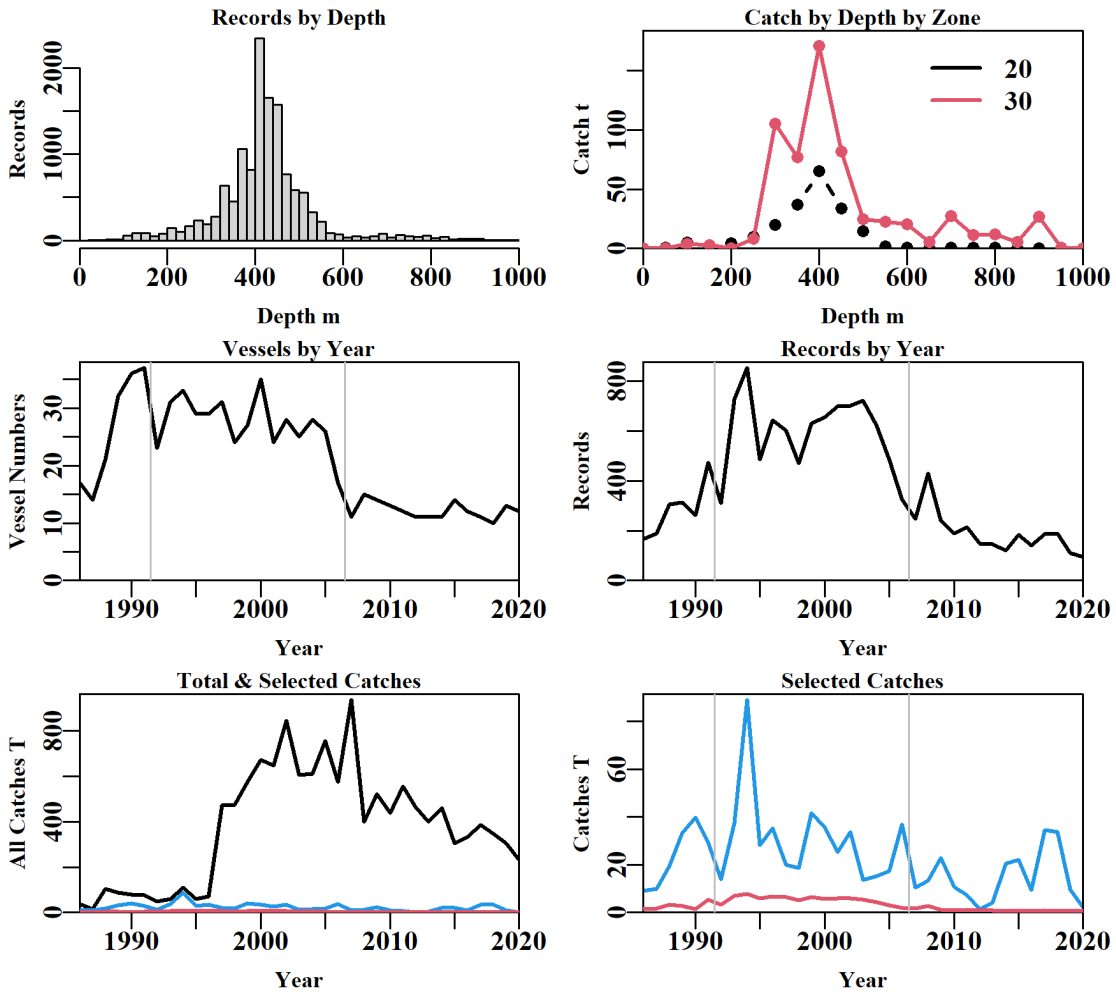 Records by Depth
Records
0 1000 2000
0 200 400 600 800 1000
Depth m
Catch by Depth by Zone
Catch t
0 50 100
20
30
0 200 400 600 800 1000
Depth m
Vessels by Year
Vessel Numbers
0 10 20 30
1990 2000 2010 2020
Year
Records by Year
Records
0 400 800
1990 2000 2010 2020
Year
Total & Selected Catches
All Catches T
0 400 800
1990 2000 2010 2020
Year
Selected Catches
Catches T
0 20 60
1990 2000 2010 2020
Year